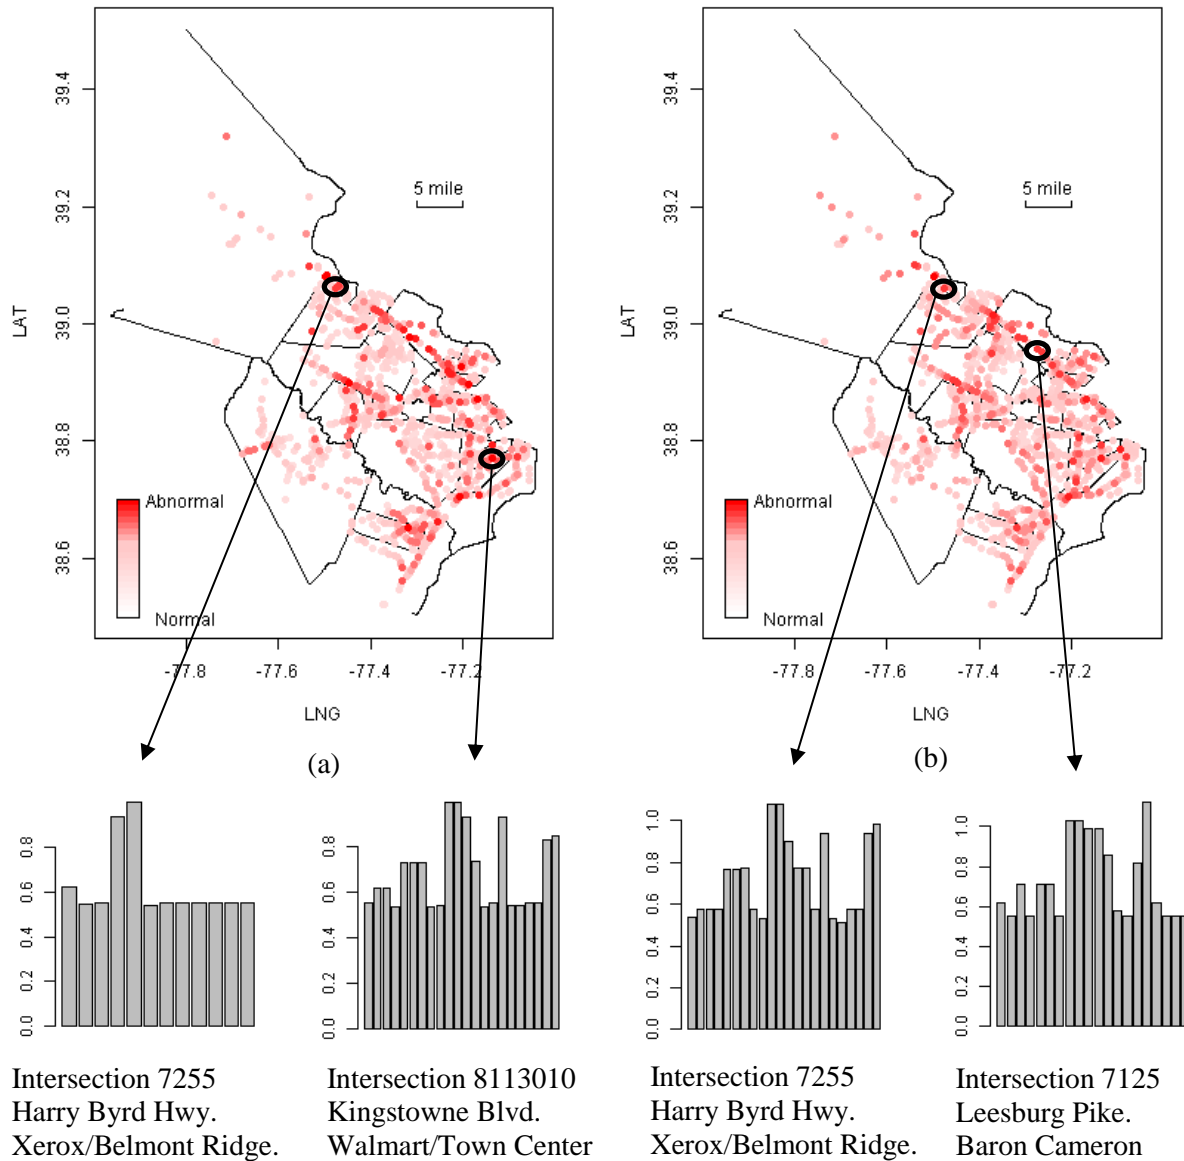 39.4
39.2
39.0
38.8
38.6
LAT
5 mile
Abnormal
Normal
-77.8
-77.6
-77.4
-77.2
LNG
(a)
39.4
39.2
39.0
38.8
38.6
LAT
5 mile
Abnormal
Normal
-77.8
-77.6
-77.4
-77.2
LNG
(b)
0.8
0.6
0.4
0.2
0.0
Intersection 7255
Harry Byrd Hwy.
Xerox/Belmont Ridge.
0.8
0.6
0.4
0.2
0.0
Intersection 8113010
Kingstowne Blvd.
Walmart/Town Center
1.0
0.8
0.6
0.4
0.2
0.0
Intersection 7255
Harry Byrd Hwy.
Xerox/Belmont Ridge.
1.0
0.8
0.6
0.4
0.2
0.0
Intersection 7125
Leesburg Pike.
Baron Cameron